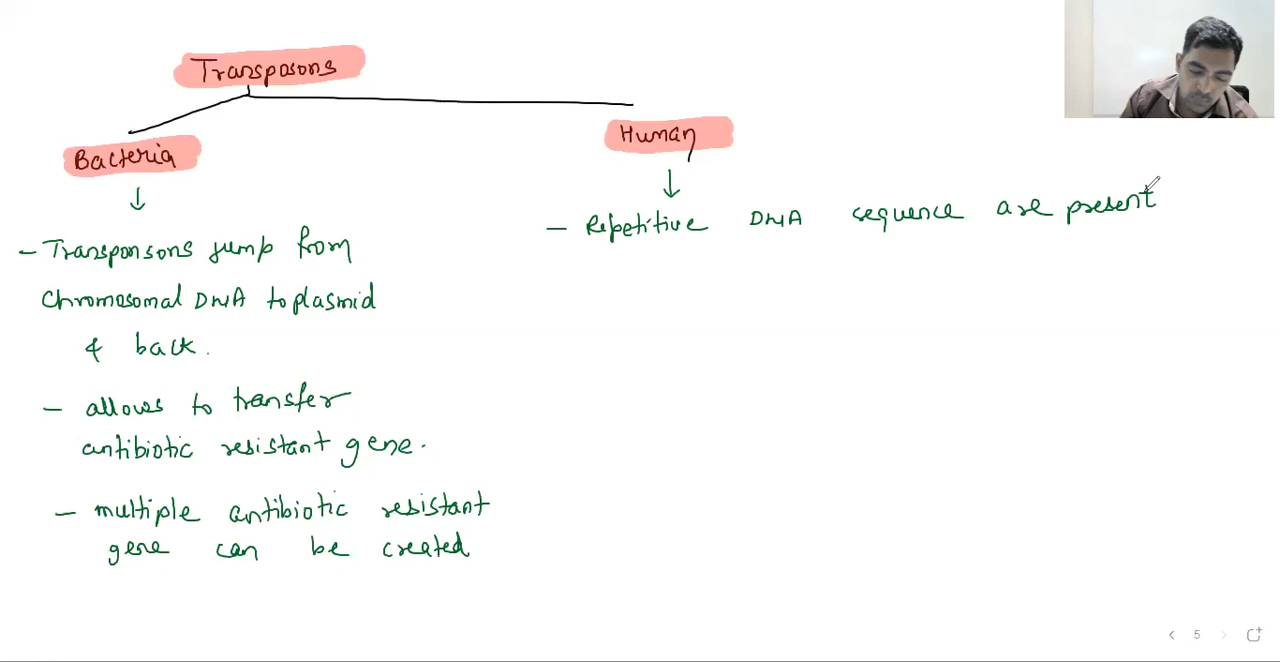 Transposons
Bacteria
Human
- Transponsons jump from
chromosomal DNA to plasmid
& back.
- allows to transfer
antibiotic resistant gene.
- multiple antibiotic resistant
gene can be created
- Repetitive DNA sequence are present
5